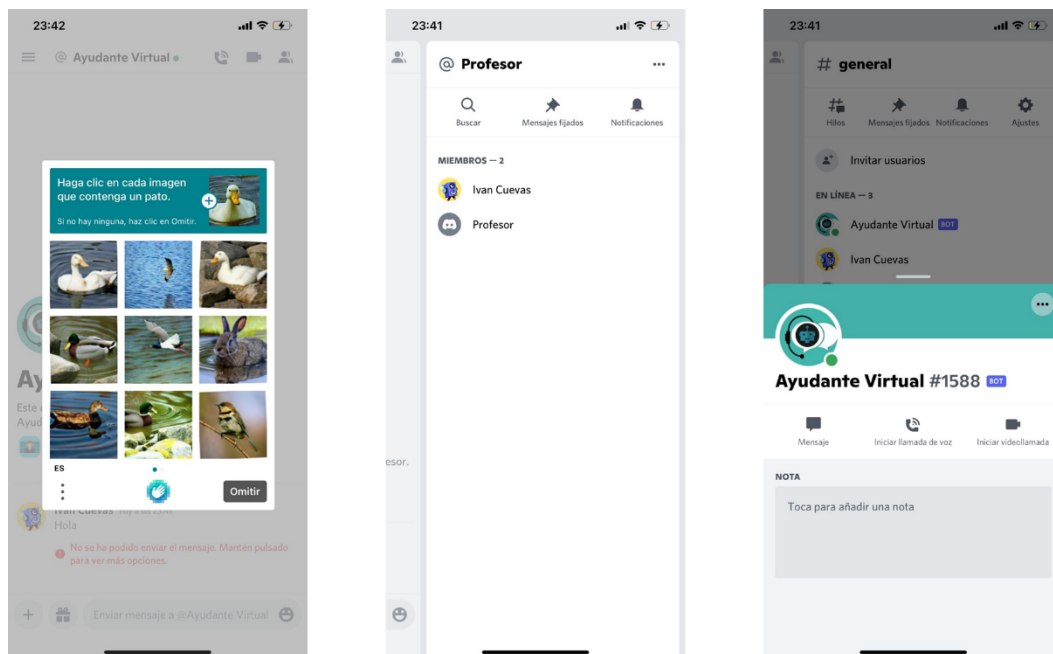 23:42
@ Ayudante Virtual
Haga clic en cada imagen
que contenga un pato.
Si no hay ninguna, haz clic en Omitir.
Ay
Este
Ayud
ES
Omitir
Ivan Cuevas hoy a las 23:41
Hola
No se ha podido enviar el mensaje. Mantén pulsado
para ver más opciones.
Enviar mensaje a @Ayudante Virtual
23:41
@ Profesor
Buscar
Mensajes fijados
Notificaciones
MIEMBROS — 2
Ivan Cuevas
Profesor
esor.
23:41
# general
Hilos
Mensajes fijados
Notificaciones
Ajustes
Invitar usuarios
EN LÍNEA — 3
Ayudante Virtual BOT
Ivan Cuevas
Ayudante Virtual #1588 BOT
Mensaje
Iniciar llamada de voz
Iniciar videollamada
NOTA
Toca para añadir una nota